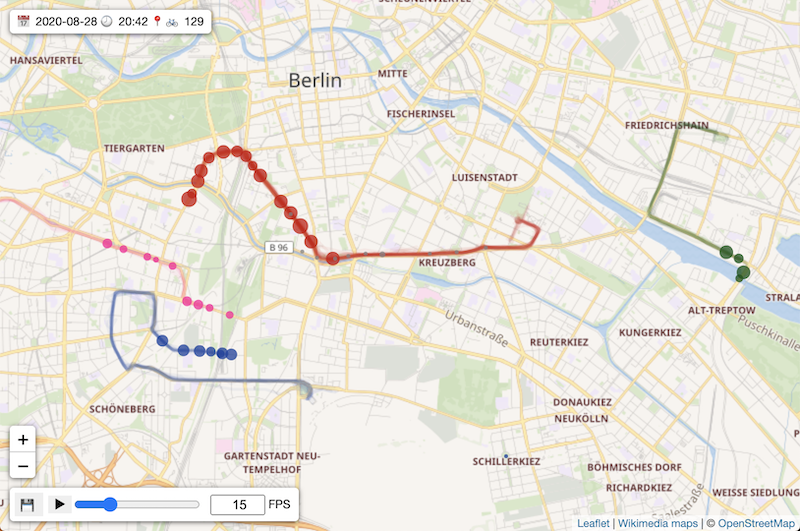 SCHEUNENVIERTEL
2020-08-28 20:42 129
HANSAVIERTEL
Berlin
MITTE
FISCHERINSEL
FRIEDRICHSHAIN
TIERGARTEN
LUISENSTADT
B 96
KREUZBERG
STRALA
ALT-TREPTOW
Puschkinallee
Urbanstraße
KUNGERKIEZ
REUTERKIEZ
SCHÖNEBERG
DONAUKIEZ
NEUKÖLLN
+
−
GARTENSTADT NEU-
TEMPELHOF
SCHILLERKIEZ
BÖHMISCHES DORF
RICHARDKIEZ
WEISSE SIEDLUNG
15 FPS
Leaflet | Wikimedia maps | © OpenStreetMap